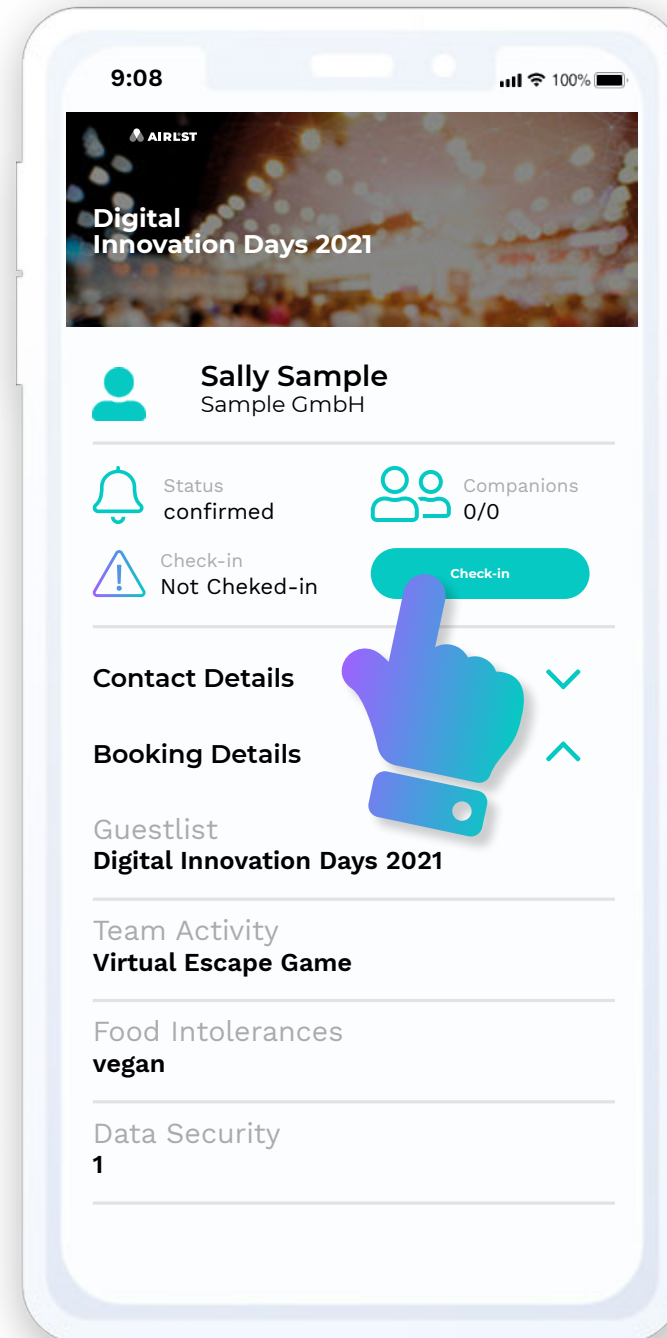 9:08
100%
AIRLST
Digital
Innovation Days 2021
Sally Sample
Sample GmbH
Status
confirmed
Companions
0/0
Check-in
Not Cheked-in
Check-in
Contact Details
Booking Details
Guestlist
Digital Innovation Days 2021
Team Activity
Virtual Escape Game
Food Intolerances
vegan
Data Security
1